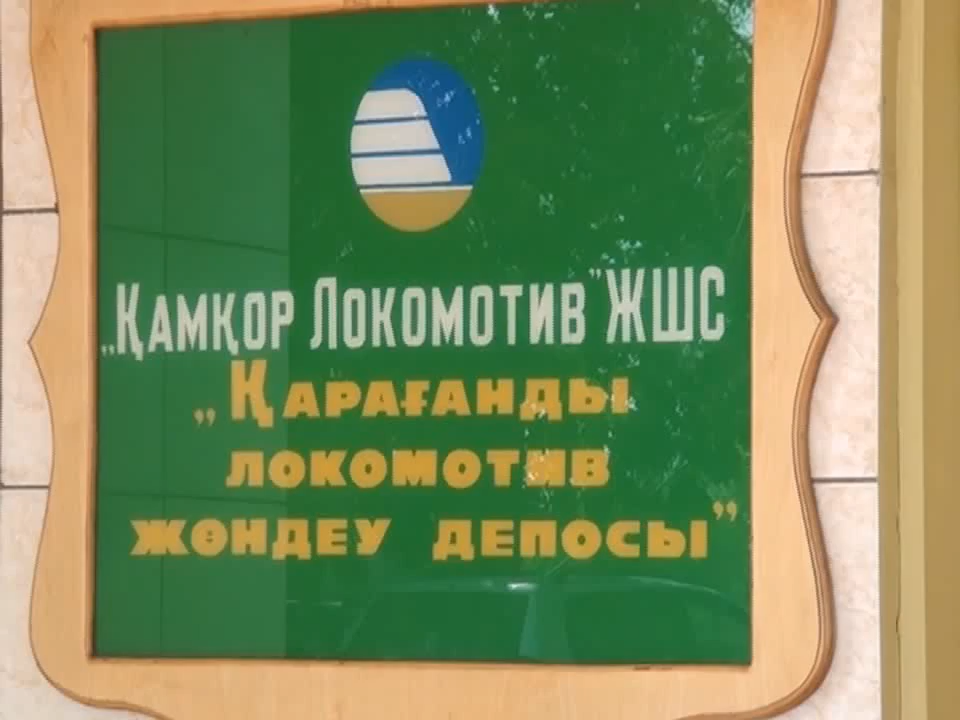 „Қамқор Локомотив" ЖШС
„Қарағанды
локомотив
жөндеу депосы"